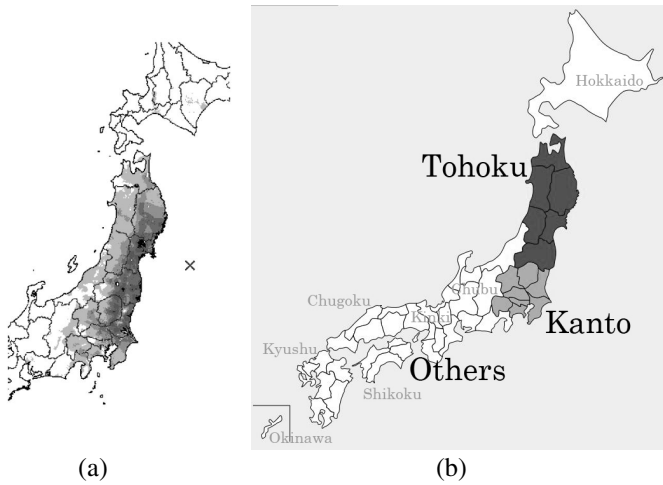 Hokkaido
Tohoku
Chubu
Chugoku
Kinki
Kanto
Kyushu
Others
Shikoku
Okinawa
(a)
(b)